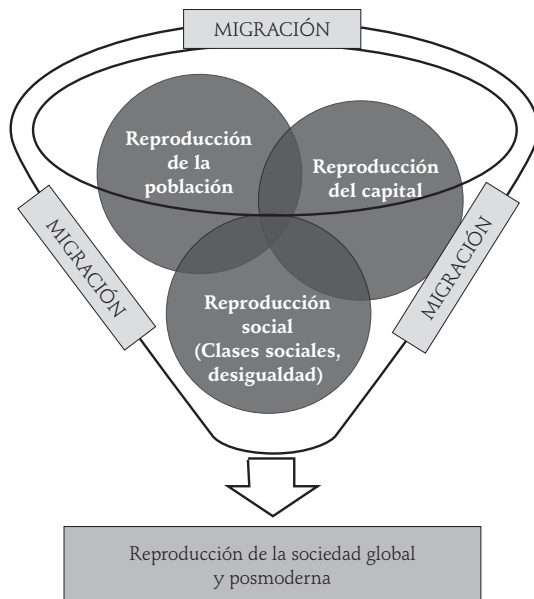 MIGRACIÓN
Reproducción
de la
población
Reproducción
del capital
MIGRACIÓN
MIGRACIÓN
Reproducción
social
(Clases sociales,
desigualdad)
Reproducción de la sociedad global
y posmoderna